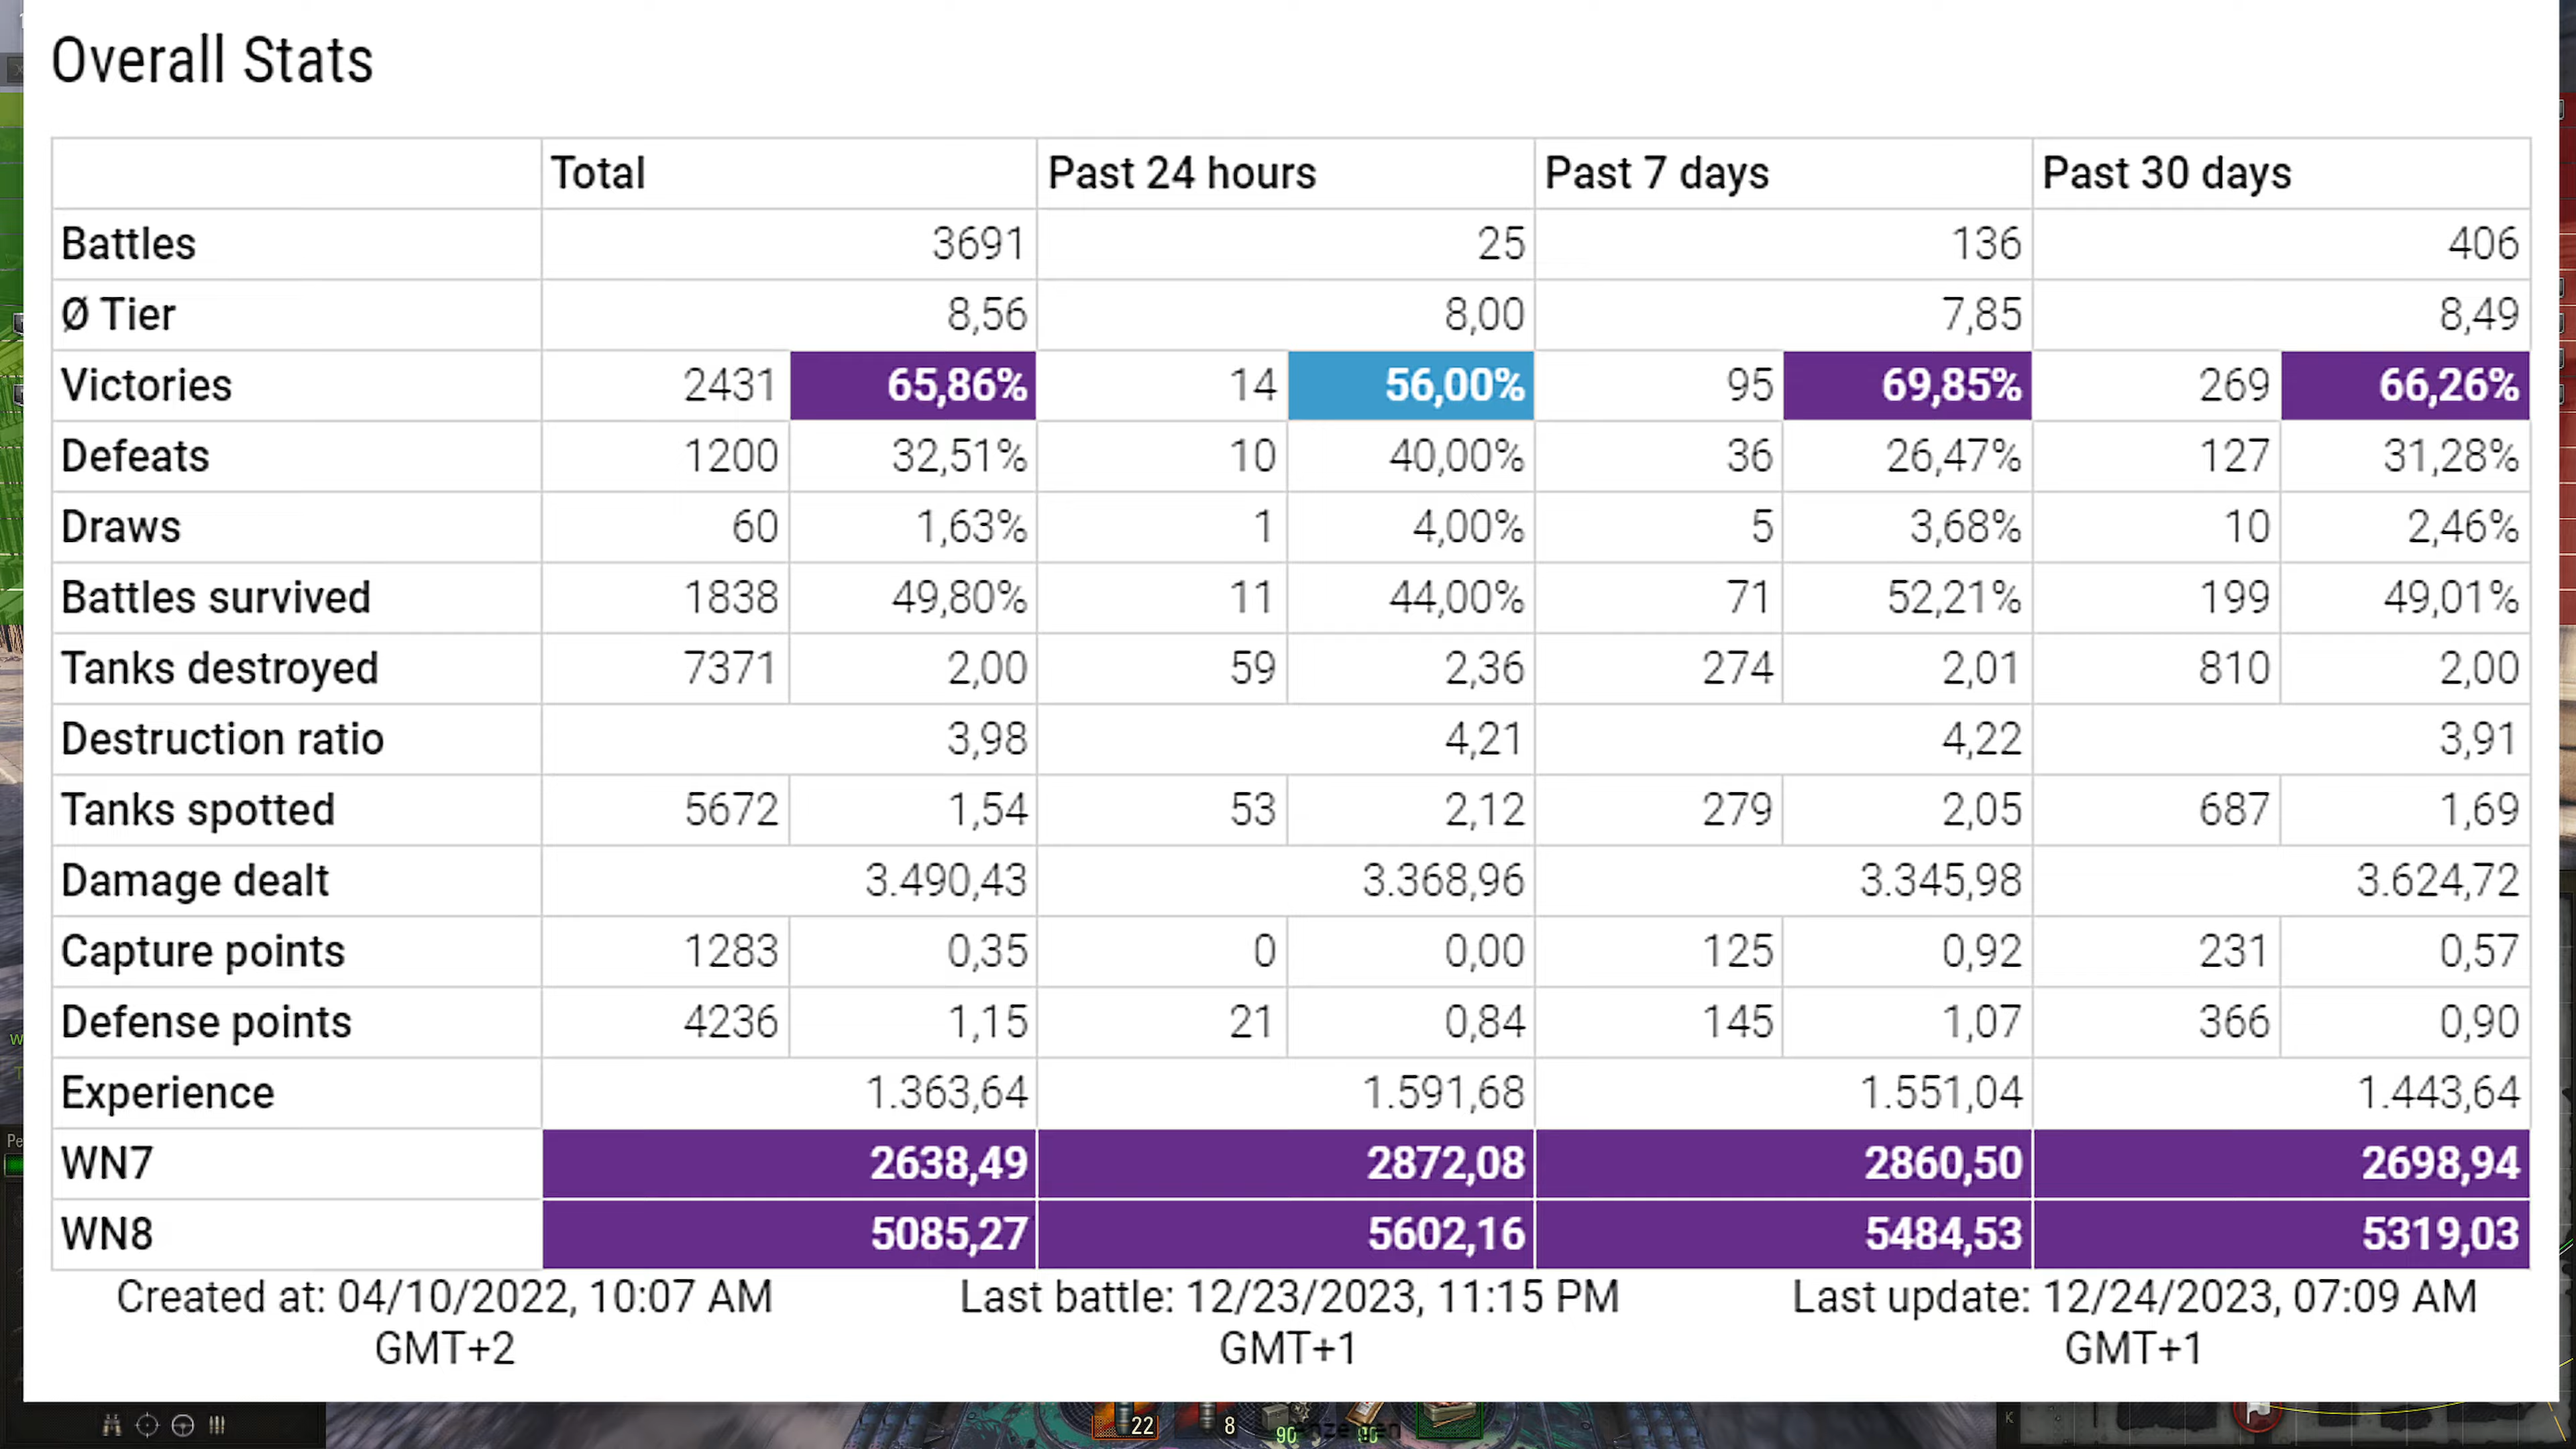 Overall Stats
Total Past 24 hours Past 7 days Past 30 days
Battles 3691 25 136 406
Ø Tier 8,56 8,00 7,85 8,49
Victories 2431 65,86% 14 56,00% 95 69,85% 269 66,26%
Defeats 1200 32,51% 10 40,00% 36 26,47% 127 31,28%
Draws 60 1,63% 1 4,00% 5 3,68% 10 2,46%
Battles survived 1838 49,80% 11 44,00% 71 52,21% 199 49,01%
Tanks destroyed 7371 2,00 59 2,36 274 2,01 810 2,00
Destruction ratio 3,98 4,21 4,22 3,91
Tanks spotted 5672 1,54 53 2,12 279 2,05 687 1,69
Damage dealt 3.490,43 3.368,96 3.345,98 3.624,72
Capture points 1283 0,35 0 0,00 125 0,92 231 0,57
Defense points 4236 1,15 21 0,84 145 1,07 366 0,90
Experience 1.363,64 1.591,68 1.551,04 1.443,64
WN7 2638,49 2872,08 2860,50 2698,94
WN8 5085,27 5602,16 5484,53 5319,03
Created at: 04/10/2022, 10:07 AM Last battle: 12/23/2023, 11:15 PM Last update: 12/24/2023, 07:09 AM
GMT+2 GMT+1 GMT+1
22 8 90 90 K